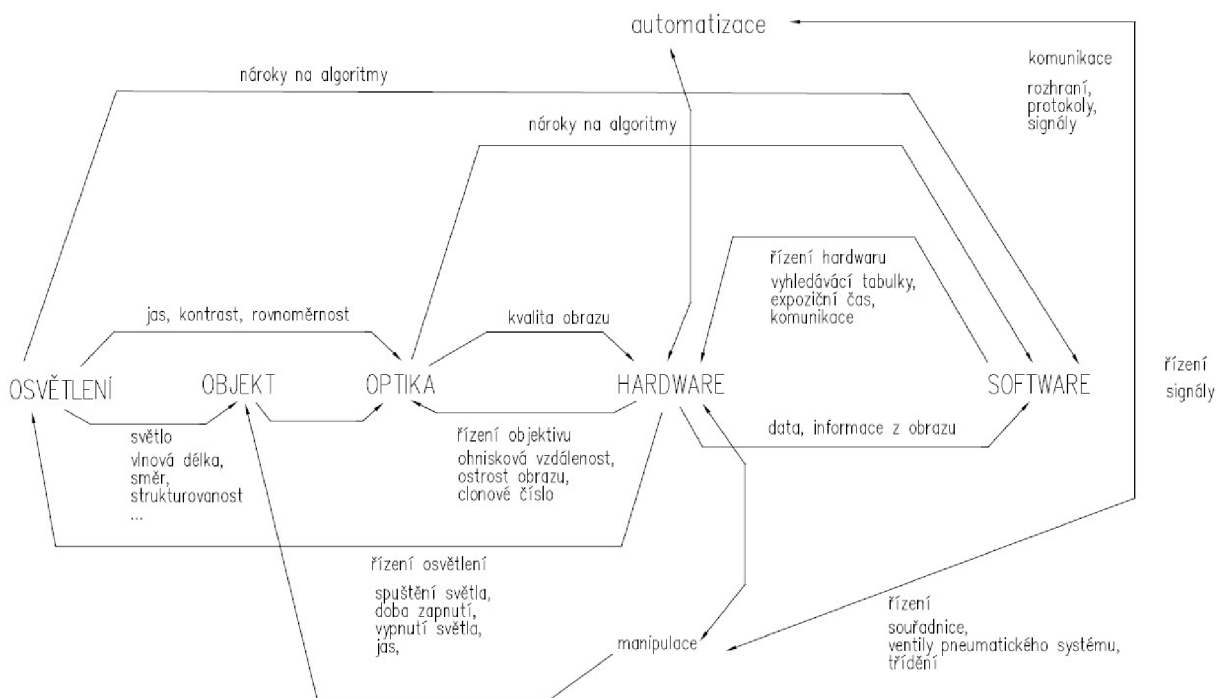 automatizace
komunikace
rozhraní,
protokoly,
signály
nároky na algoritmy
nároky na algoritmy
řízení hardwaru
vyhledávácí tabulky,
expoziční čas,
komunikace
jas, kontrast, rovnoměrnost
kvalita obrazu
OSVĚTLENÍ
OBJEKT
OPTIKA
HARDWARE
SOFTWARE
řízení
signály
světlo
vlnová délka,
směr,
strukturovanost
...
řízení objektivu
ohnisková vzdálenost,
ostrost obrazu,
clonové číslo
data, informace z obrazu
řízení osvětlení
spuštění světla,
doba zapnutí,
vypnutí světla,
jas,
manipulace
řízení
souřadnice,
ventily pneumatického systému,
třídění